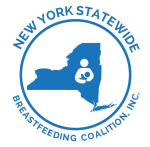 NEW YORK STATEWIDE
BREASTFEEDING COALITION, INC.